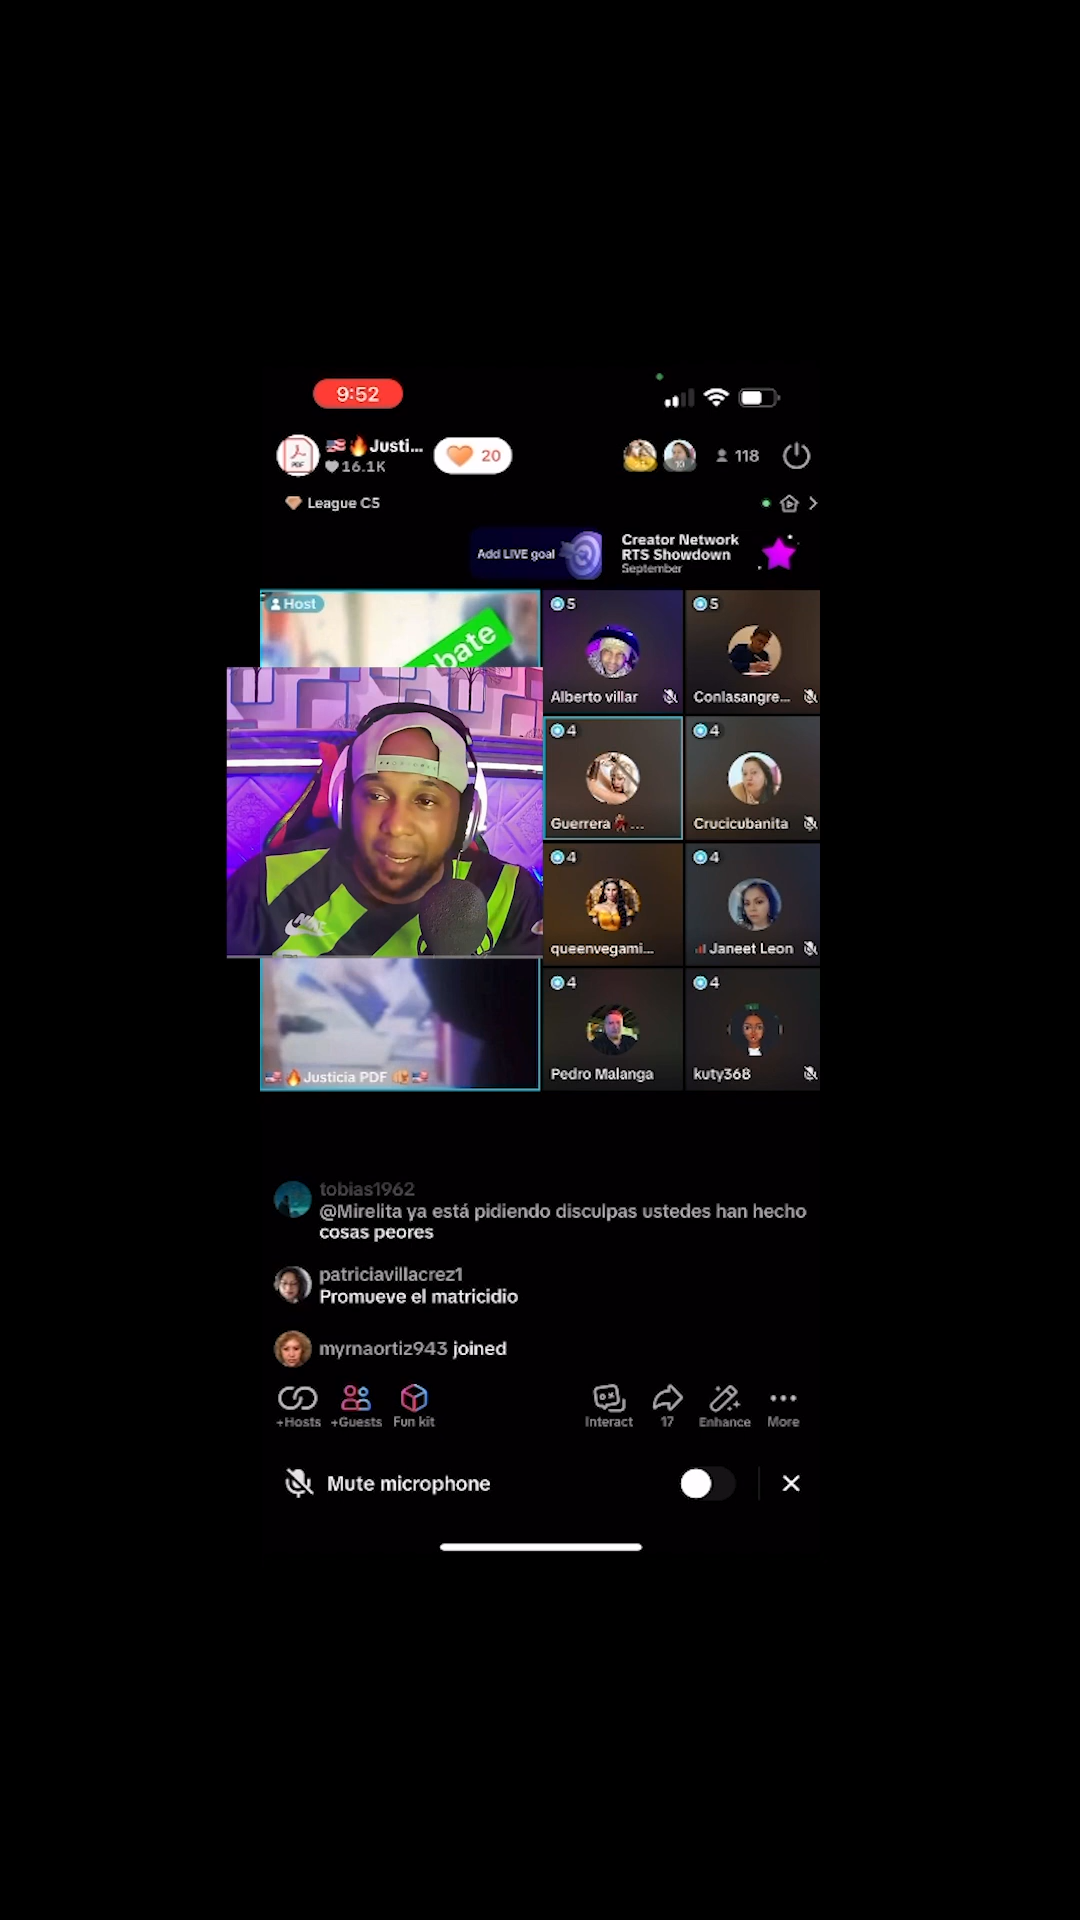 9:52
Justi...
20
16.1K
118
League C5
Add LIVE goal
Creator Network
RTS Showdown
September
Host
bate
5
Alberto villar
5
Conlasangre...
4
Guerrera ...
4
Crucicubanita
4
queenvegami...
4
Janeet Leon
4
Pedro Malanga
4
kuty368
Justicia PDF
tobias1962
@Mirelita ya está pidiendo disculpas ustedes han hecho
cosas peores
patriciavillacrez1
Promueve el matricidio
myrnaortiz943 joined
+Hosts
+Guests
Fun kit
Interact
17
Enhance
More
Mute microphone